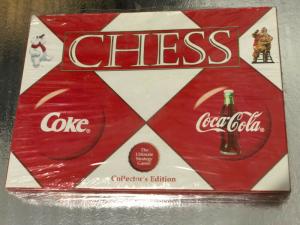 CHESS
Coke®
Coca-Cola®
The
Ultimate
Strategy
Game!
Collector's Edition